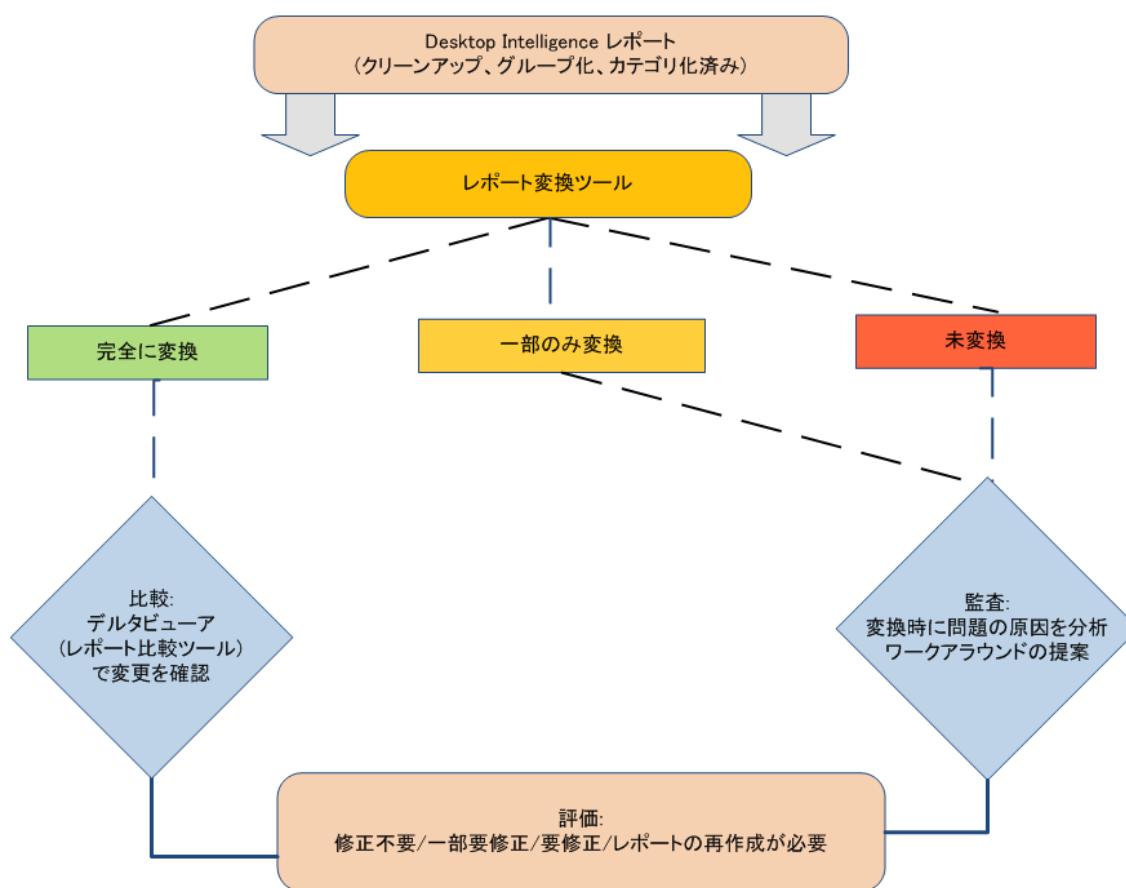 Desktop Intelligence レポート
(クリーンアップ、グループ化、カテゴリ化済み)
レポート変換ツール
完全に変換
一部のみ変換
未変換
比較:
デルタビューア
(レポート比較ツール)
で変更を確認
監査:
変換時に問題の原因を分析
ワークアラウンドの提案
評価:
修正不要/一部要修正/要修正/レポートの再作成が必要